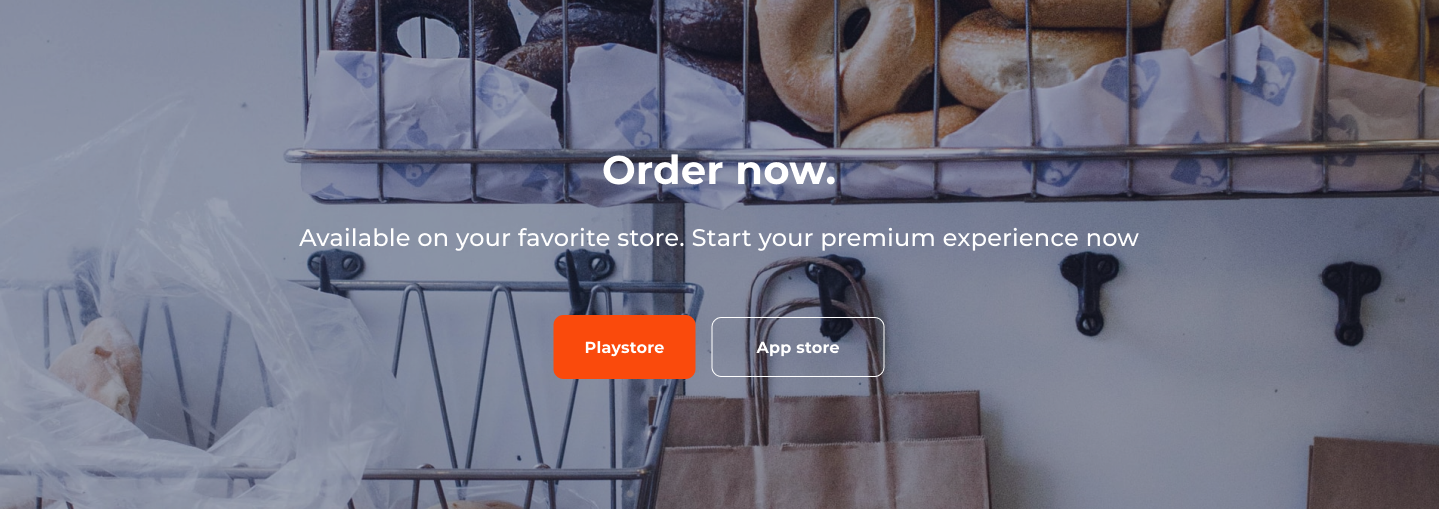 Order now.
Available on your favorite store. Start your premium experience now
Playstore
App store